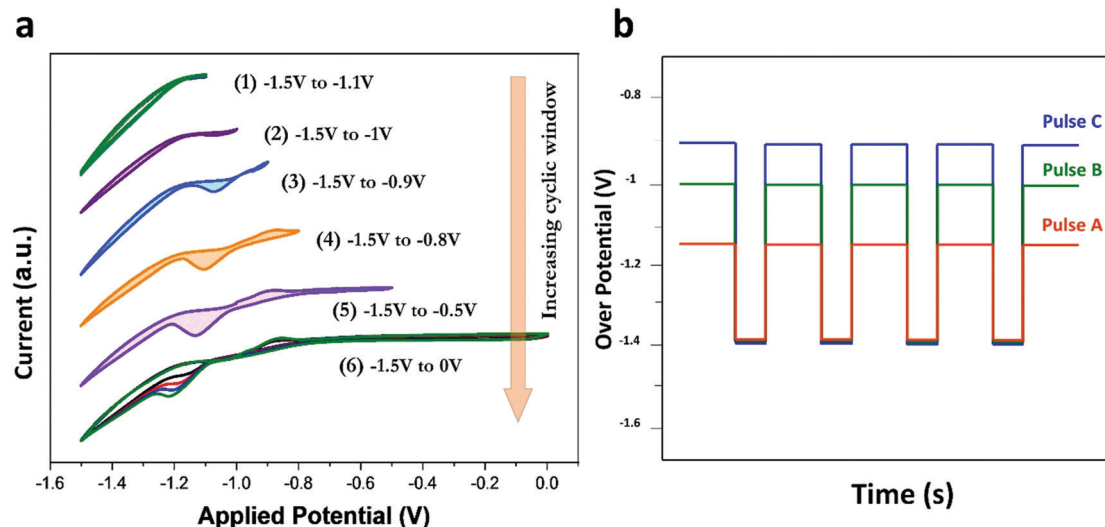 a
(1) -1.5V to -1.1V
(2) -1.5V to -1V
(3) -1.5V to -0.9V
(4) -1.5V to -0.8V
(5) -1.5V to -0.5V
(6) -1.5V to 0V
Increasing cyclic window
Current (a.u.)
-1.6 -1.4 -1.2 -1.0 -0.8 -0.6 -0.4 -0.2 0.0
Applied Potential (V)
b
-0.8
-1
-1.2
-1.4
-1.6
Over Potential (V)
Pulse C
Pulse B
Pulse A
Time (s)